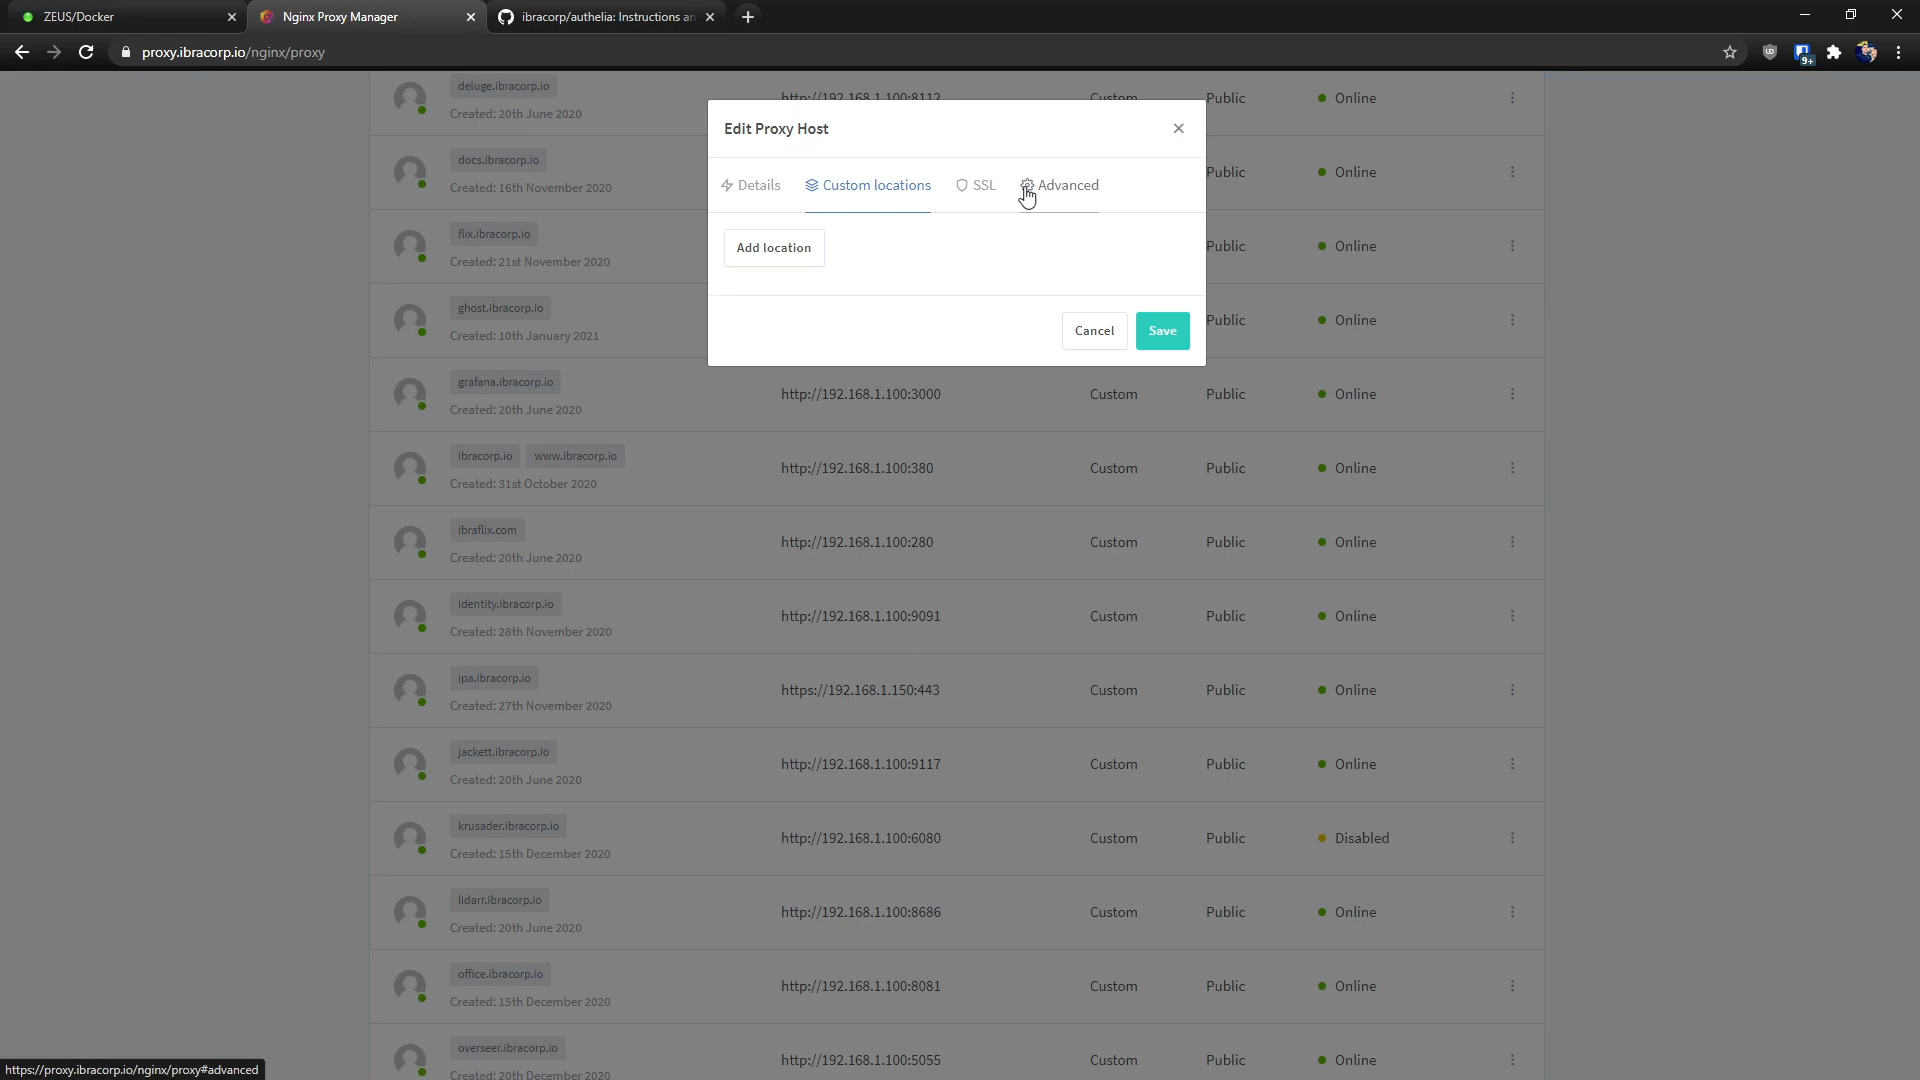 ZEUS/Docker
Nginx Proxy Manager
ibracorp/authelia: Instructions an
proxy.ibracorp.io/nginx/proxy
9+
deluge.ibracorp.io
Created: 20th June 2020
http://192.168.1.100:8112
Custom
Public
Online
Edit Proxy Host
Details
Custom locations
SSL
Advanced
Add location
Cancel
Save
docs.ibracorp.io
Created: 16th November 2020
Public
Online
flix.ibracorp.io
Created: 21st November 2020
Public
Online
ghost.ibracorp.io
Created: 10th January 2021
Public
Online
grafana.ibracorp.io
Created: 20th June 2020
http://192.168.1.100:3000
Custom
Public
Online
ibracorp.io www.ibracorp.io
Created: 31st October 2020
http://192.168.1.100:380
Custom
Public
Online
ibraflix.com
Created: 20th June 2020
http://192.168.1.100:280
Custom
Public
Online
identity.ibracorp.io
Created: 28th November 2020
http://192.168.1.100:9091
Custom
Public
Online
ipa.ibracorp.io
Created: 27th November 2020
https://192.168.1.150:443
Custom
Public
Online
jackett.ibracorp.io
Created: 20th June 2020
http://192.168.1.100:9117
Custom
Public
Online
krusader.ibracorp.io
Created: 15th December 2020
http://192.168.1.100:6080
Custom
Public
Disabled
lidarr.ibracorp.io
Created: 20th June 2020
http://192.168.1.100:8686
Custom
Public
Online
office.ibracorp.io
Created: 15th December 2020
http://192.168.1.100:8081
Custom
Public
Online
overseer.ibracorp.io
Created: 20th December 2020
http://192.168.1.100:5055
Custom
Public
Online
https://proxy.ibracorp.io/nginx/proxy#advanced